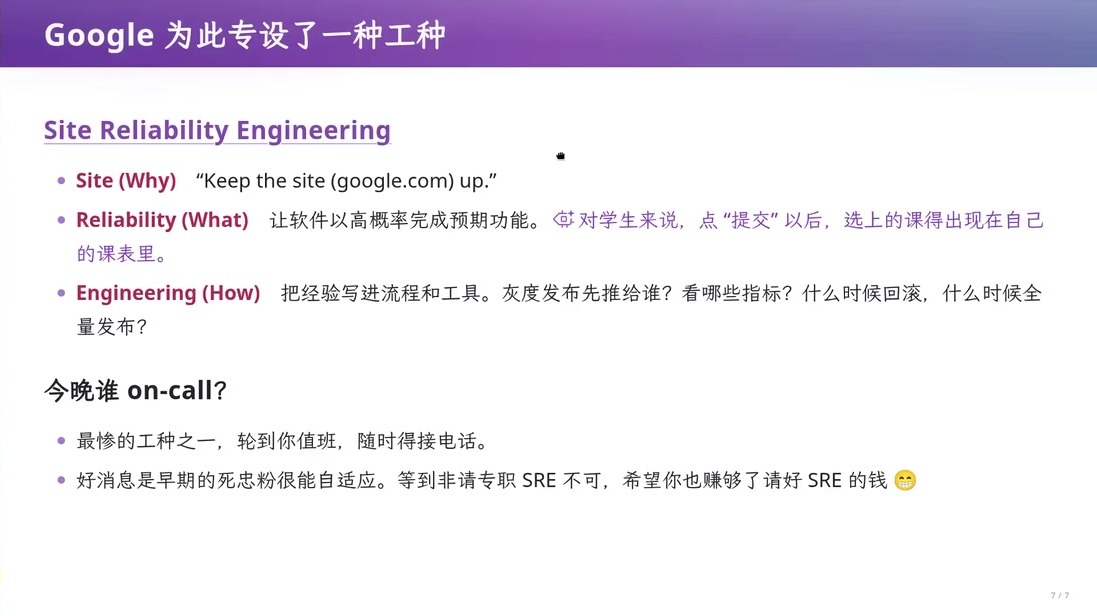 Google 为此专设了一种工种
Site Reliability Engineering
Site (Why) “Keep the site (google.com) up.”
Reliability (What) 让软件以高概率完成预期功能。对学生来说，点 “提交” 以后，选上的课得出现在自己
的课表里。
Engineering (How) 把经验写进流程和工具。灰度发布先推给谁？看哪些指标？什么时候回滚，什么时候全
量发布？
今晚谁 on-call？
最惨的工种之一，轮到你值班，随时得接电话。
好消息是早期的死忠粉很能自适应。等到非请专职 SRE 不可，希望你也赚够了请好 SRE 的钱 😁
7 / 7